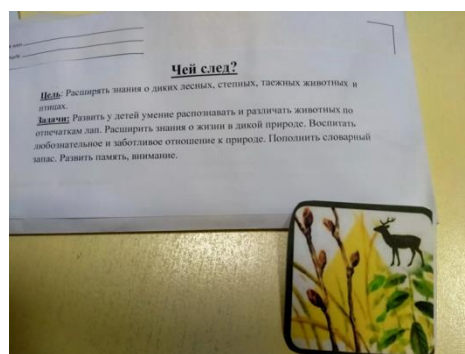 Чей след?
Цель: Расширять знания о диких лесных, степных, таежных животных и
птицах.
Задачи: Развить у детей умение распознавать и различать животных по
отпечаткам лап. Расширить знания о жизни в дикой природе. Воспитать
любознательное и заботливое отношение к природе. Пополнить словарный
запас. Развить память, внимание.